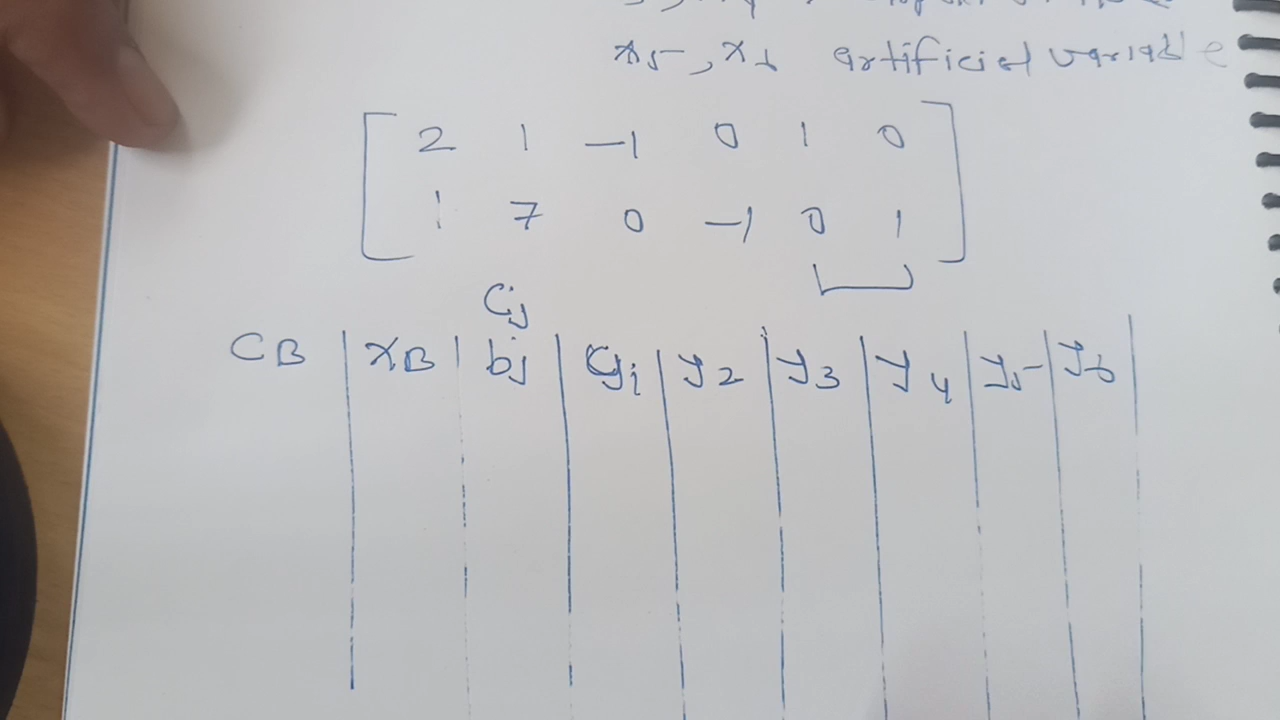 x5, x6 artificial variable
2 1 -1 0 1 0
1 7 0 -1 0 1
Cj
CB XB bj y1 y2 y3 y4 y5 y6